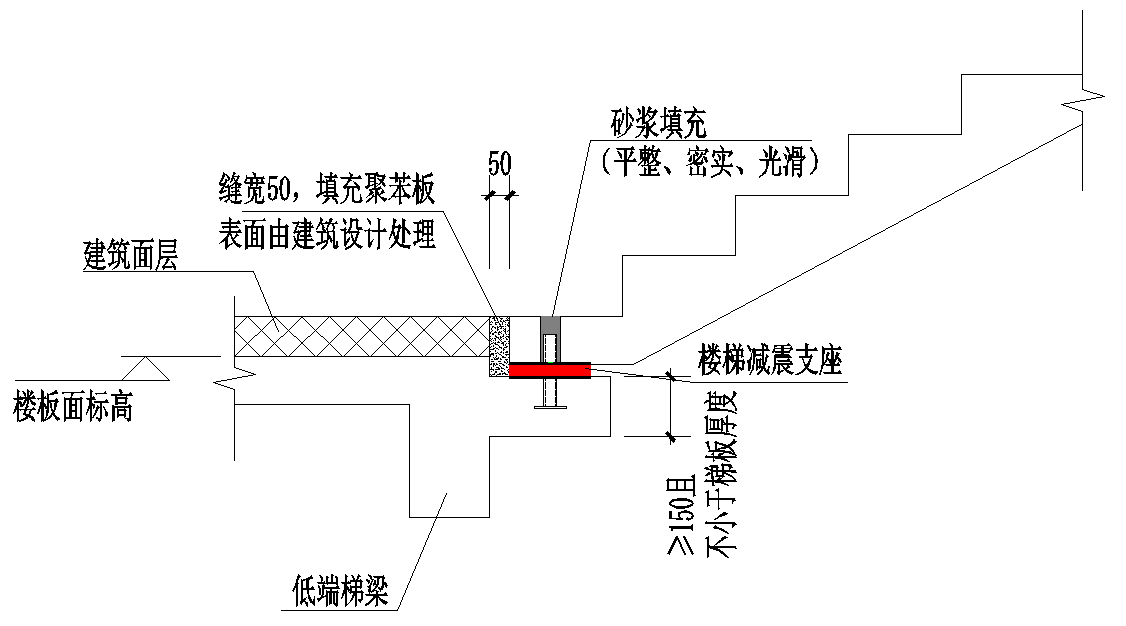 砂浆填充
（平整、密实、光滑）
50
缝宽50，填充聚苯板
表面由建筑设计处理
建筑面层
楼梯减震支座
楼板面标高
≥150且
不小于梯板厚度
低端梯梁